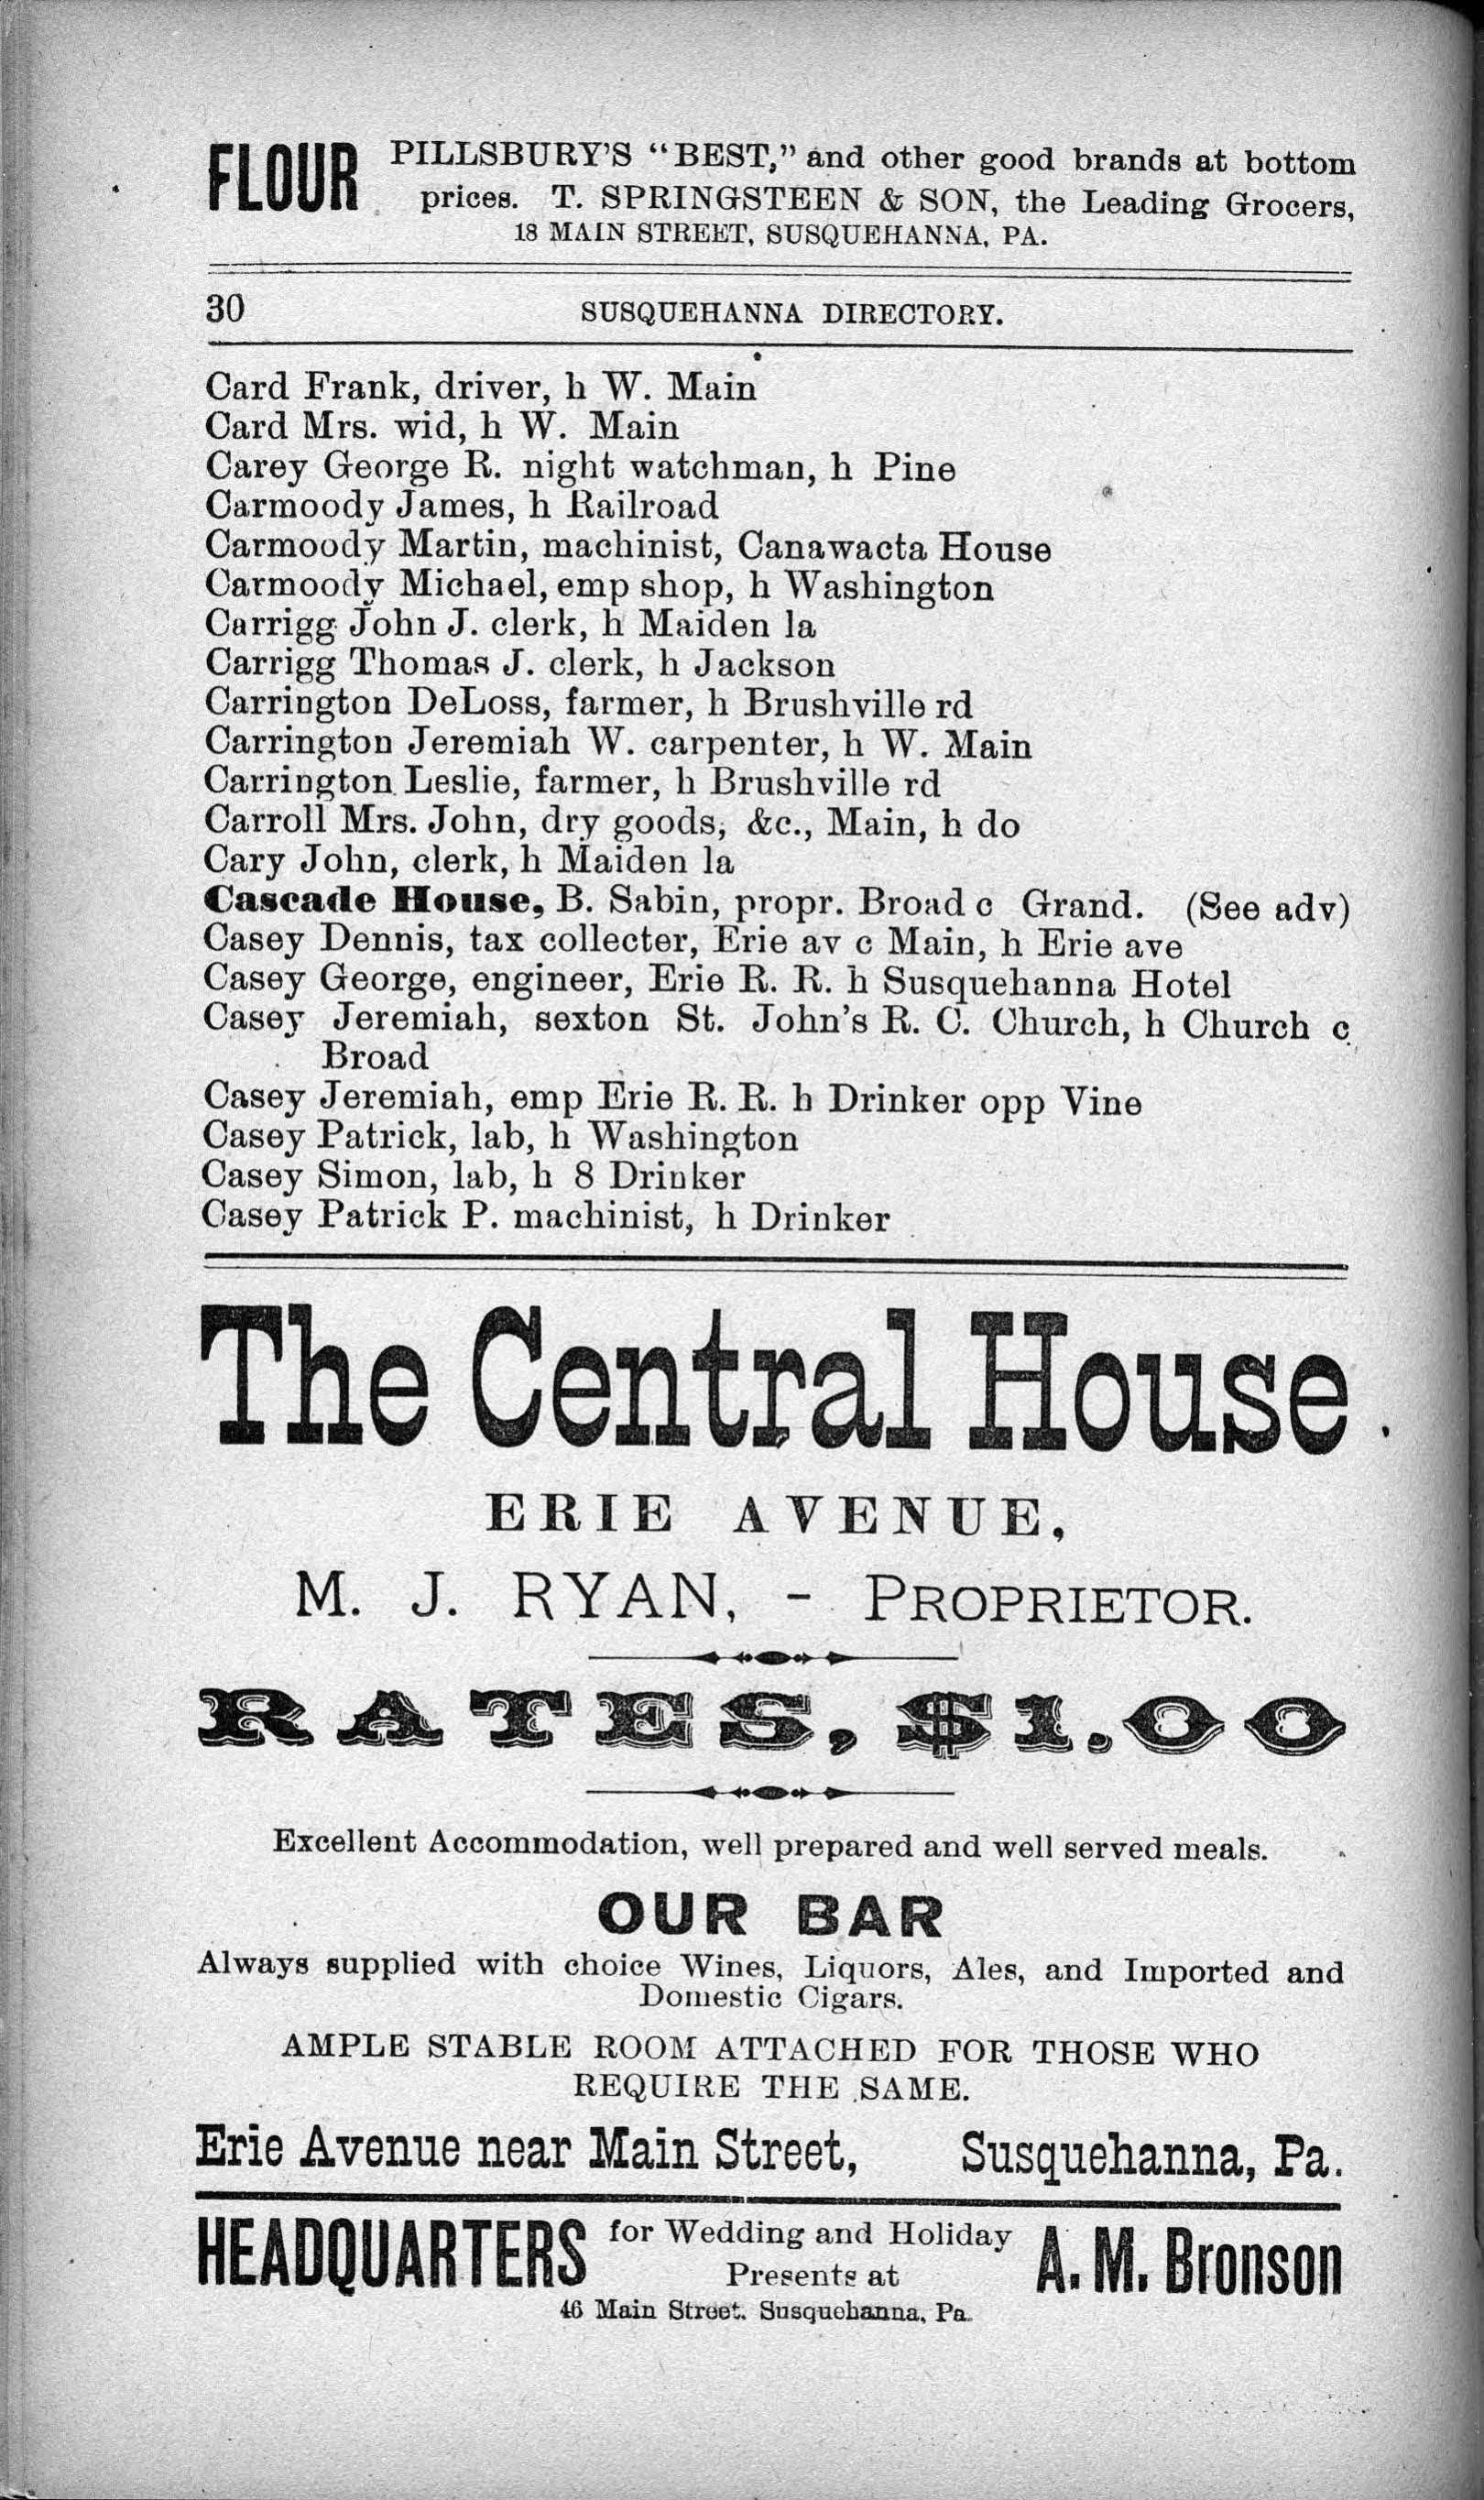 FLOUR PILLSBURY'S "BEST," and other good brands at bottom
prices. T. SPRINGSTEEN & SON, the Leading Grocers,
18 MAIN STREET, SUSQUEHANNA, PA.
30 SUSQUEHANNA DIRECTORY.
Card Frank, driver, h W. Main
Card Mrs. wid, h W. Main
Carey George R. night watchman, h Pine
Carmoody James, h Railroad
Carmoody Martin, machinist, Canawacta House
Carmoody Michael, emp shop, h Washington
Carrigg John J. clerk, h Maiden la
Carrigg Thomas J. clerk, h Jackson
Carrington DeLoss, farmer, h Brushville rd
Carrington Jeremiah W. carpenter, h W. Main
Carrington Leslie, farmer, h Brushville rd
Carroll Mrs. John, dry goods, &c., Main, h do
Cary John, clerk, h Maiden la
Cascade House, B. Sabin, propr. Broad c Grand. (See adv)
Casey Dennis, tax collecter, Erie av c Main, h Erie ave
Casey George, engineer, Erie R. R. h Susquehanna Hotel
Casey Jeremiah, sexton St. John's R. C. Church, h Church c
Broad
Casey Jeremiah, emp Erie R. R. h Drinker opp Vine
Casey Patrick, lab, h Washington
Casey Simon, lab, h 8 Drinker
Casey Patrick P. machinist, h Drinker
The Central House.
ERIE AVENUE,
M. J. RYAN, - PROPRIETOR.
RATES, $1.00
Excellent Accommodation, well prepared and well served meals.
OUR BAR
Always supplied with choice Wines, Liquors, Ales, and Imported and
Domestic Cigars.
AMPLE STABLE ROOM ATTACHED FOR THOSE WHO
REQUIRE THE SAME.
Erie Avenue near Main Street, Susquehanna, Pa.
HEADQUARTERS for Wedding and Holiday A. M. Bronson
Presents at
46 Main Street. Susquehanna, Pa.